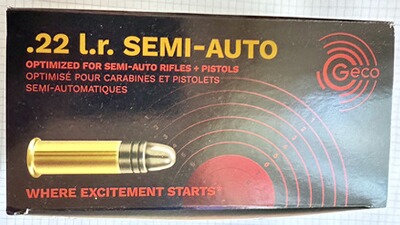 .22 l.r. SEMI-AUTO
OPTIMIZED FOR SEMI-AUTO RIFLES + PISTOLS
OPTIMISÉ POUR CARABINES ET PISTOLETS
SEMI-AUTOMATIQUES
Geco
WHERE EXCITEMENT STARTS!